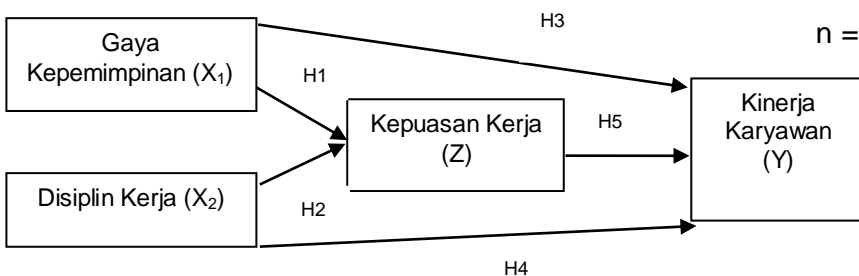 H3
n =
Gaya
Kepemimpinan (X₁)
H1
Kinerja
Karyawan
(Y)
Kepuasan Kerja
(Z)
H5
Disiplin Kerja (X₂)
H2
H4